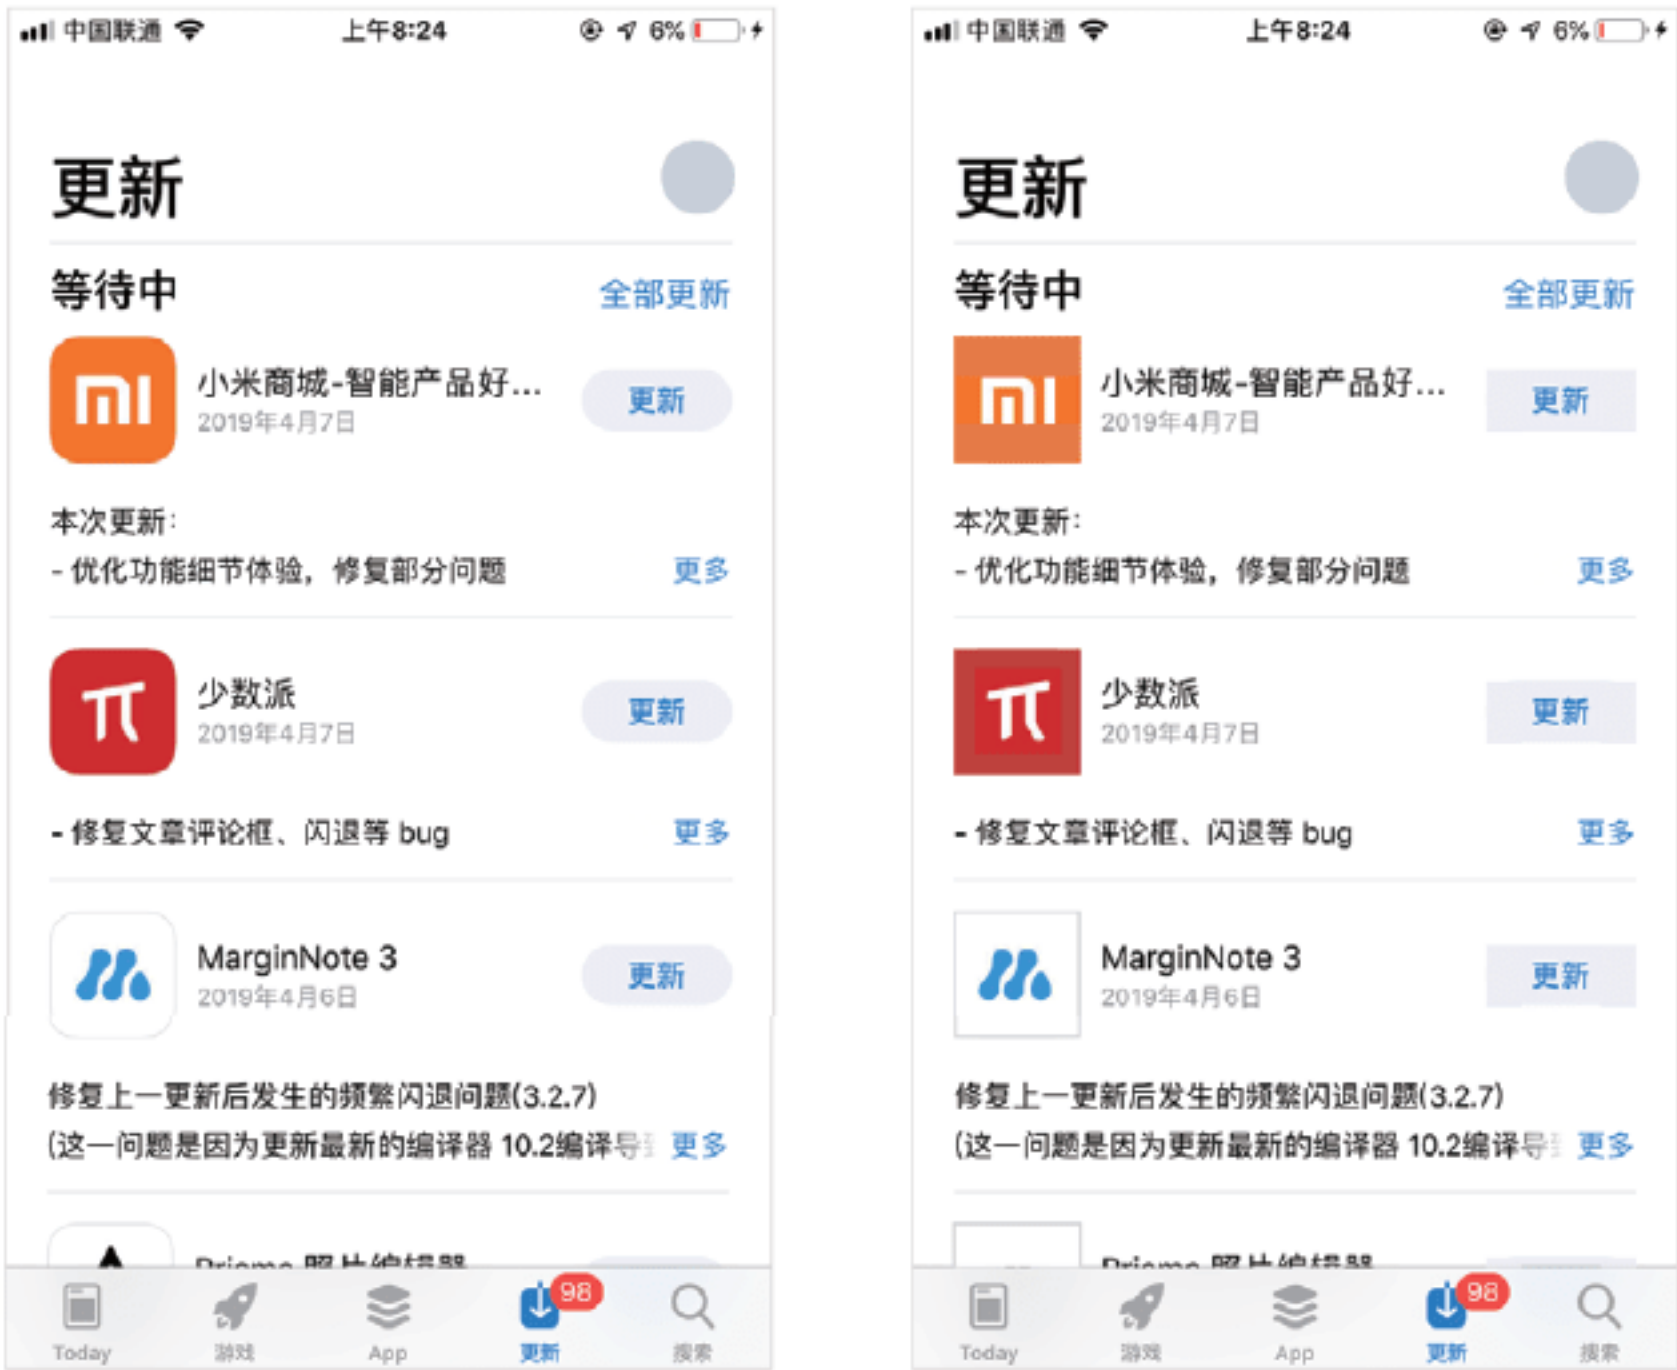 中国联通 上午8:24 6%
更新
等待中 全部更新
小米商城-智能产品好... 更新
2019年4月7日
本次更新：
- 优化功能细节体验，修复部分问题 更多
少数派 更新
2019年4月7日
- 修复文章评论框、闪退等 bug 更多
MarginNote 3 更新
2019年4月6日
修复上一更新后发生的频繁闪退问题(3.2.7)
(这一问题是因为更新最新的编译器 10.2编译导 更多
照片编辑器
98
Today 游戏 App 更新 搜索
中国联通 上午8:24 6%
更新
等待中 全部更新
小米商城-智能产品好... 更新
2019年4月7日
本次更新：
- 优化功能细节体验，修复部分问题 更多
少数派 更新
2019年4月7日
- 修复文章评论框、闪退等 bug 更多
MarginNote 3 更新
2019年4月6日
修复上一更新后发生的频繁闪退问题(3.2.7)
(这一问题是因为更新最新的编译器 10.2编译导 更多
照片编辑器
98
Today 游戏 App 更新 搜索